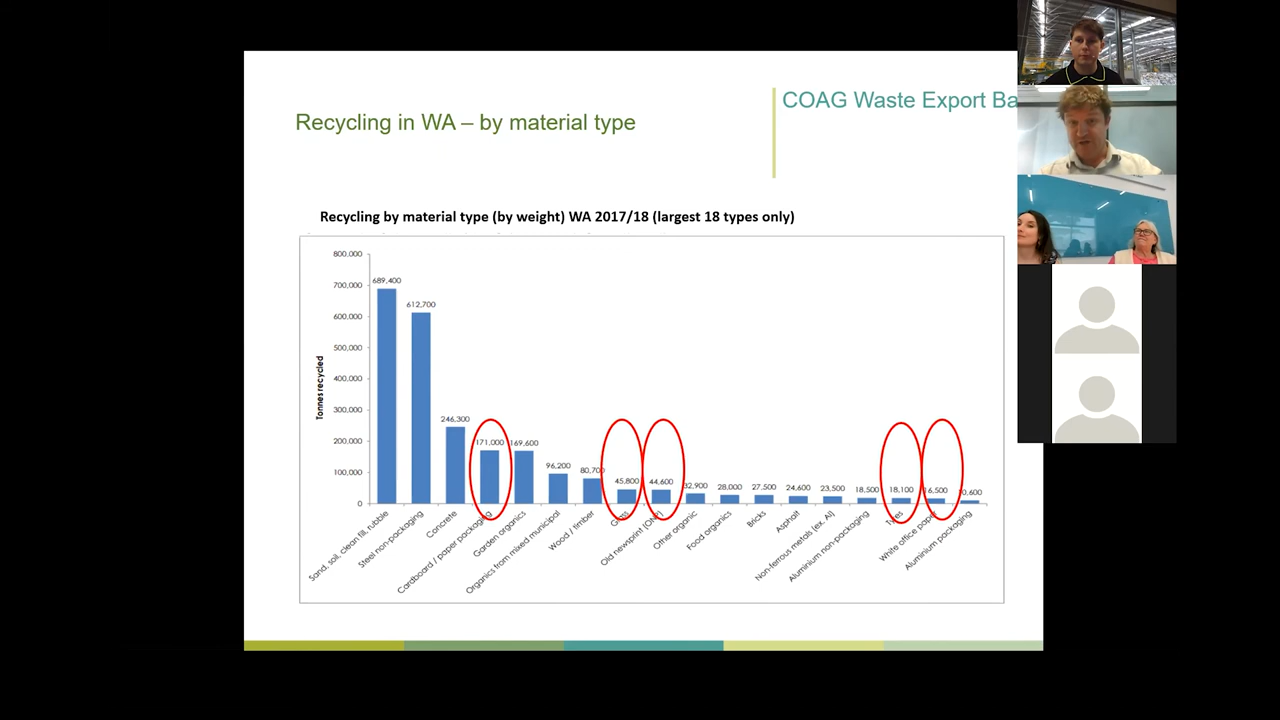 COAG Waste Export Ba
Recycling in WA – by material type
Recycling by material type (by weight) WA 2017/18 (largest 18 types only)
800,000
700,000
600,000
500,000
400,000
300,000
200,000
100,000
0
Tonnes recycled
689,400
612,700
246,300
171,000
169,600
96,200
80,700
45,800
44,600
32,900
28,000
27,500
24,600
23,500
18,500
18,100
16,500
10,600
Sand, soil, clean fill, rubble
Steel non-packaging
Concrete
Cardboard / paper packaging
Garden organics
Organics from mixed municipal
Wood / timber
Glass
Old newsprint (ONP)
Other organic
Food organics
Bricks
Asphalt
Non-ferrous metals (ex. Al)
Aluminium non-packaging
Tyres
White office paper
Aluminium packaging